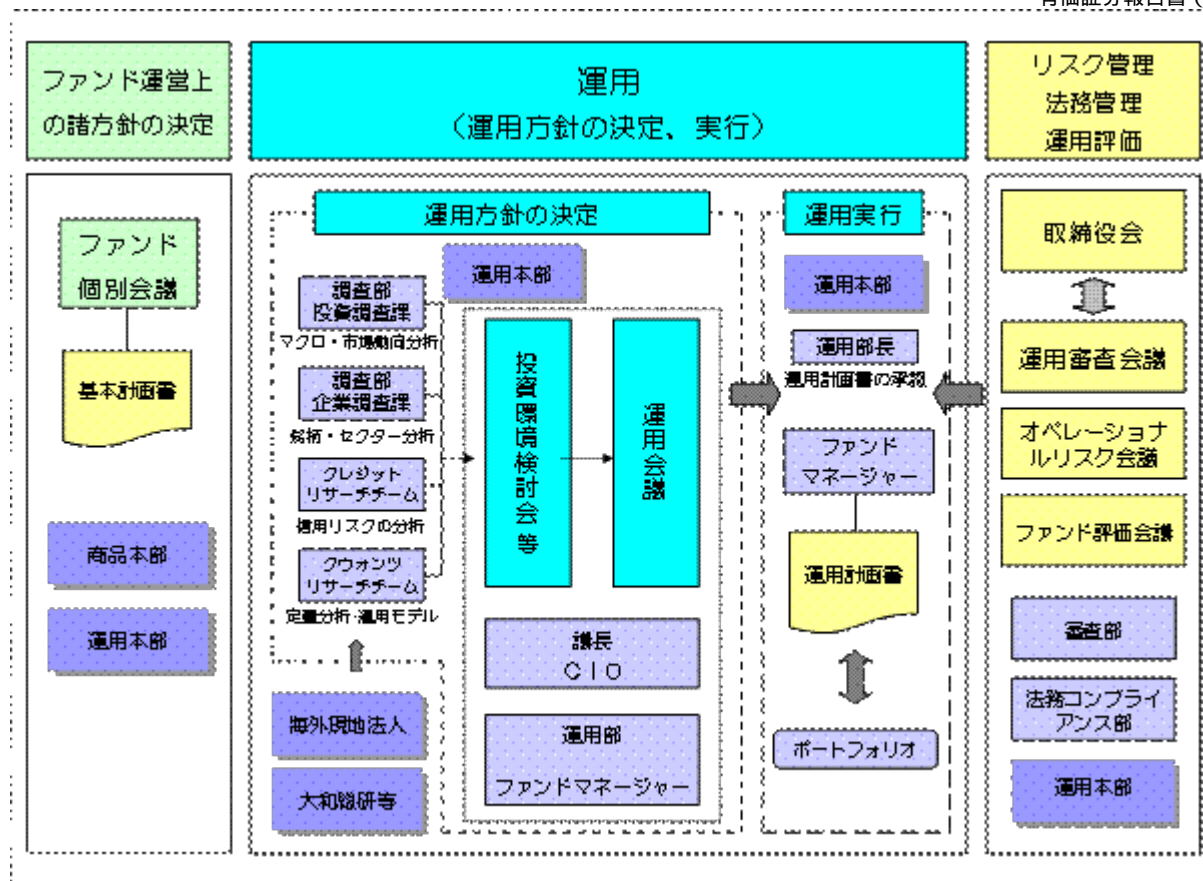 有価証券報告書（
ファンド運営上
の諸方針の決定
運用
（運用方針の決定、実行）
リスク管理
法務管理
運用評価
ファンド
個別会議
基本計画書
商品本部
運用本部
運用方針の決定
運用本部
調査部
投資調査課
マクロ・市場動向分析
調査部
企業調査課
銘柄・セクター分析
クレジット
リサーチチーム
信用リスクの分析
クウォンツ
リサーチチーム
定量分析・運用モデル
海外現地法人
大和総研等
投資環境検討会等
運用会議
議長
ＣＩＯ
運用部
ファンドマネージャー
運用実行
運用本部
運用部長
運用計画書の承認
ファンド
マネージャー
運用計画書
ポートフォリオ
取締役会
運用審査会議
オペレーショナ
ルリスク会議
ファンド評価会議
審査部
法務コンプライ
アンス部
運用本部